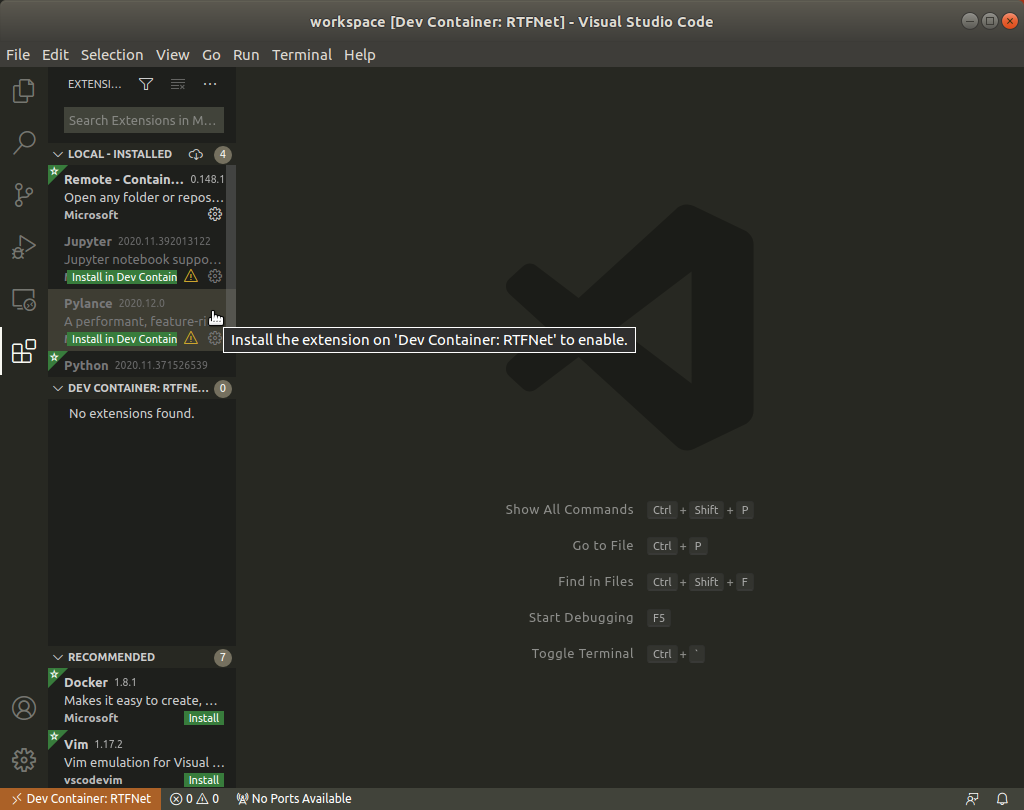 workspace [Dev Container: RTFNet] - Visual Studio Code
File Edit Selection View Go Run Terminal Help
EXTENSI...
Search Extensions in M...
LOCAL - INSTALLED 4
Remote - Contain... 0.148.1
Open any folder or repos...
Microsoft
Jupyter 2020.11.392013122
Jupyter notebook suppo...
Install in Dev Contain
Pylance 2020.12.0
A performant, feature-ri
Install in Dev Contain
Install the extension on 'Dev Container: RTFNet' to enable.
Python 2020.11.371526539
DEV CONTAINER: RTFNE... 0
No extensions found.
RECOMMENDED 7
Docker 1.8.1
Makes it easy to create, ...
Microsoft Install
Vim 1.17.2
Vim emulation for Visual ...
vscodevim Install
Show All Commands Ctrl + Shift + P
Go to File Ctrl + P
Find in Files Ctrl + Shift + F
Start Debugging F5
Toggle Terminal Ctrl + `
Dev Container: RTFNet 0 0 No Ports Available